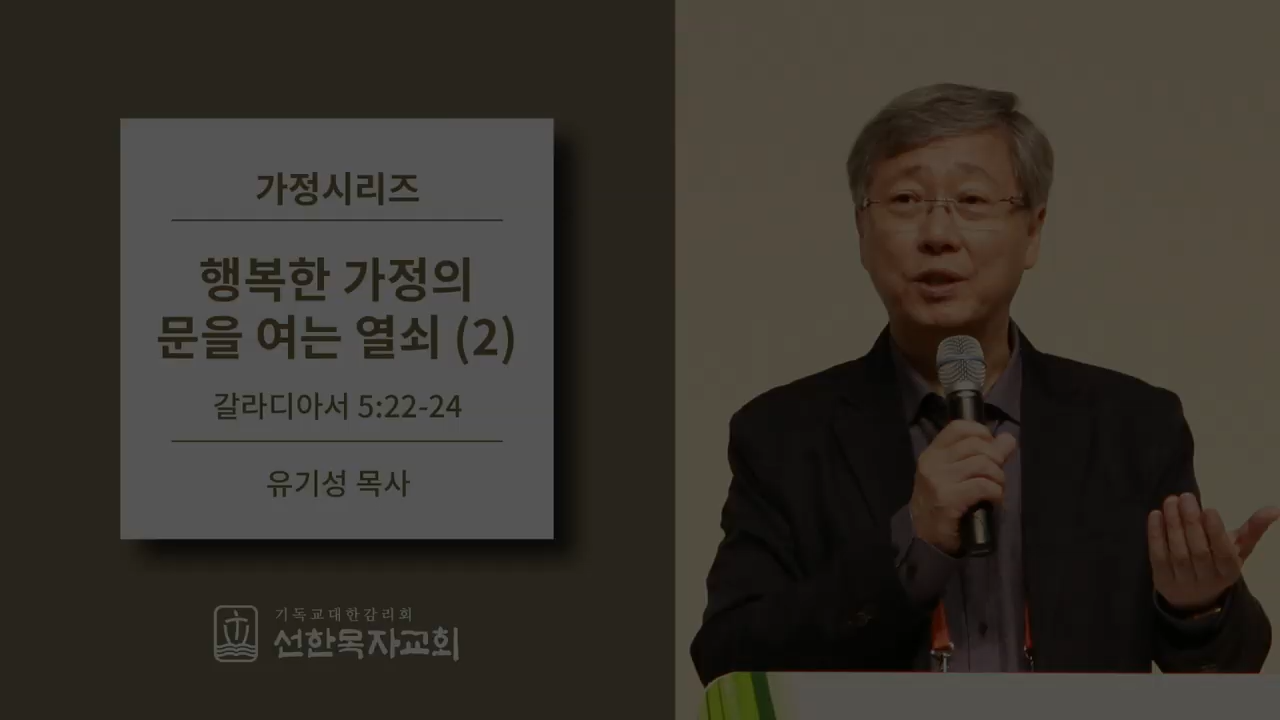 가정시리즈
행복한 가정의
문을 여는 열쇠 (2)
갈라디아서 5:22-24
유기성 목사
기독교대한감리회
선한목자교회